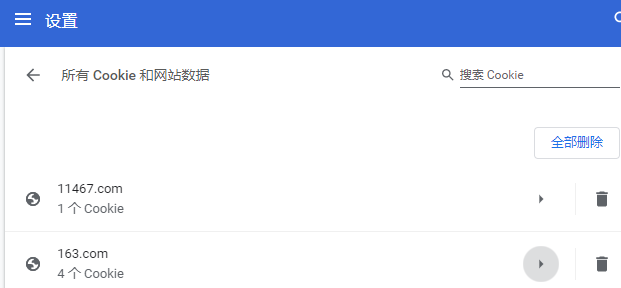 设置
所有 Cookie 和网站数据
搜索 Cookie
全部删除
11467.com
1 个 Cookie
163.com
4 个 Cookie